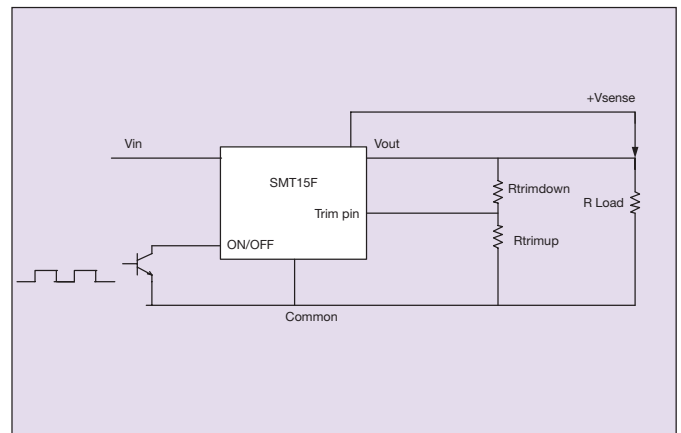 +Vsense
Vin
Vout
SMT15F
Rtrimdown
R Load
Trim pin
Rtrimup
ON/OFF
Common